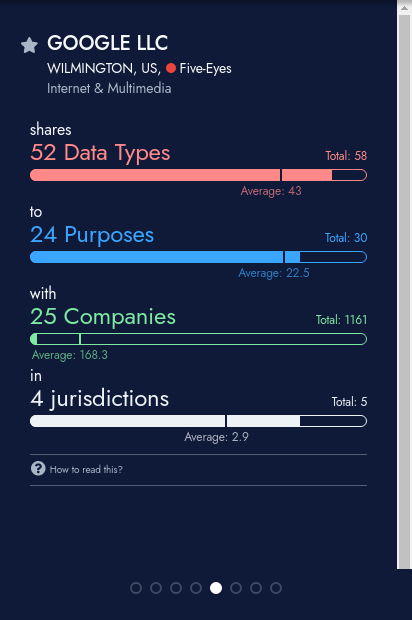 GOOGLE LLC
WILMINGTON, US, Five-Eyes
Internet & Multimedia
shares
52 Data Types
Total: 58
Average: 43
to
24 Purposes
Total: 30
Average: 22.5
with
25 Companies
Total: 1161
Average: 168.3
in
4 jurisdictions
Total: 5
Average: 2.9
? How to read this?